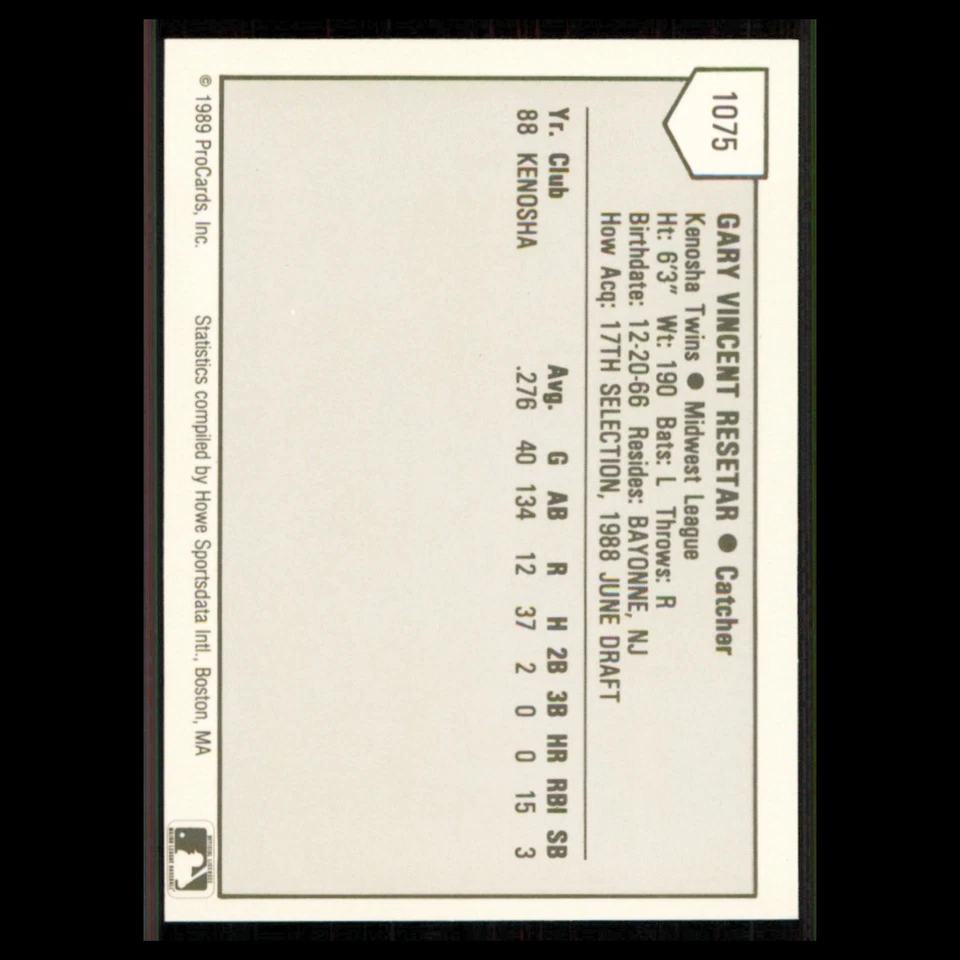 1075
GARY VINCENT RESETAR ● Catcher
Kenosha Twins ● Midwest League
Ht: 6'3" Wt: 190 Bats: L Throws: R
Birthdate: 12-20-66 Resides: BAYONNE, NJ
How Acq: 17TH SELECTION, 1988 JUNE DRAFT
Yr. Club Avg. G AB R H 2B 3B HR RBI SB
88 KENOSHA .276 40 134 12 37 2 0 0 15 3
© 1989 ProCards, Inc. Statistics compiled by Howe Sportsdata Intl., Boston, MA